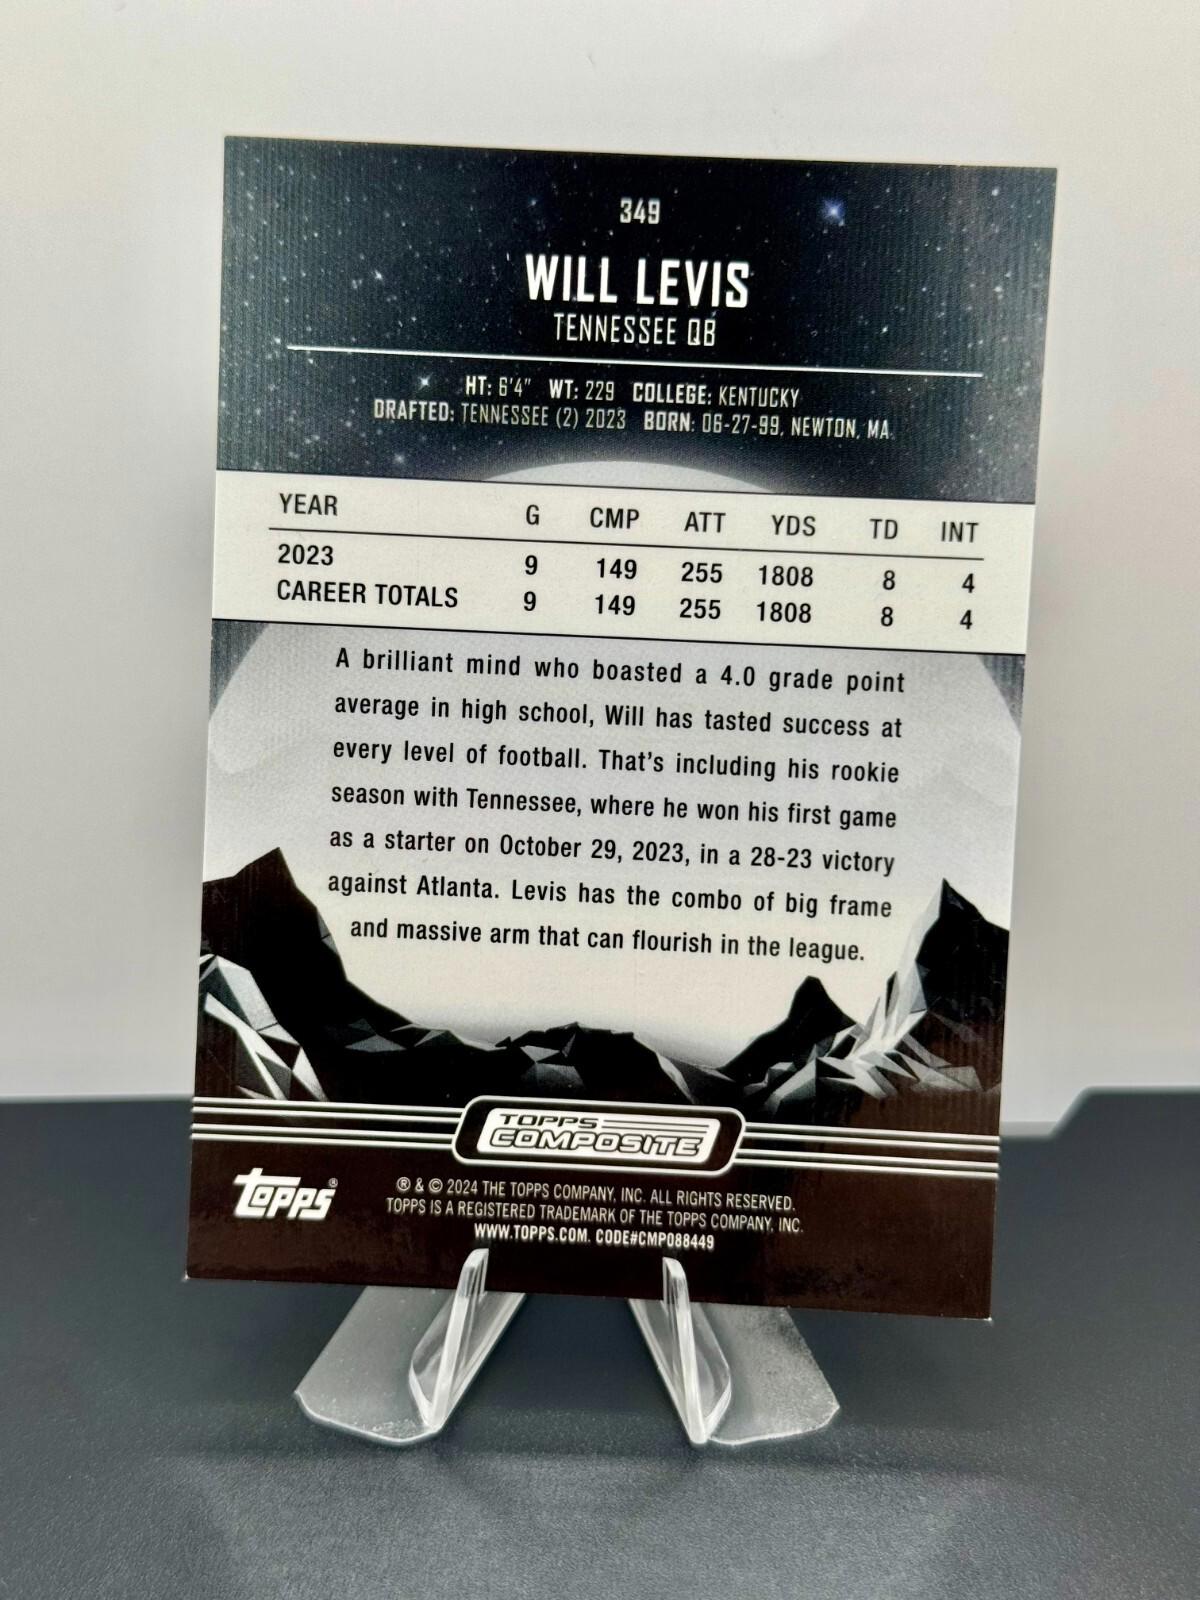 349
WILL LEVIS
TENNESSEE QB
HT: 6'4" WT: 229 COLLEGE: KENTUCKY
DRAFTED: TENNESSEE (2) 2023 BORN: 06-27-99, NEWTON, MA
YEAR G CMP ATT YDS TD INT
2023 9 149 255 1808 8 4
CAREER TOTALS 9 149 255 1808 8 4
A brilliant mind who boasted a 4.0 grade point
average in high school, Will has tasted success at
every level of football. That's including his rookie
season with Tennessee, where he won his first game
as a starter on October 29, 2023, in a 28-23 victory
against Atlanta. Levis has the combo of big frame
and massive arm that can flourish in the league.
TOPPS
COMPOSITE
topps®
® & © 2024 THE TOPPS COMPANY, INC. ALL RIGHTS RESERVED.
TOPPS IS A REGISTERED TRADEMARK OF THE TOPPS COMPANY, INC.
WWW.TOPPS.COM. CODE#CMP088449